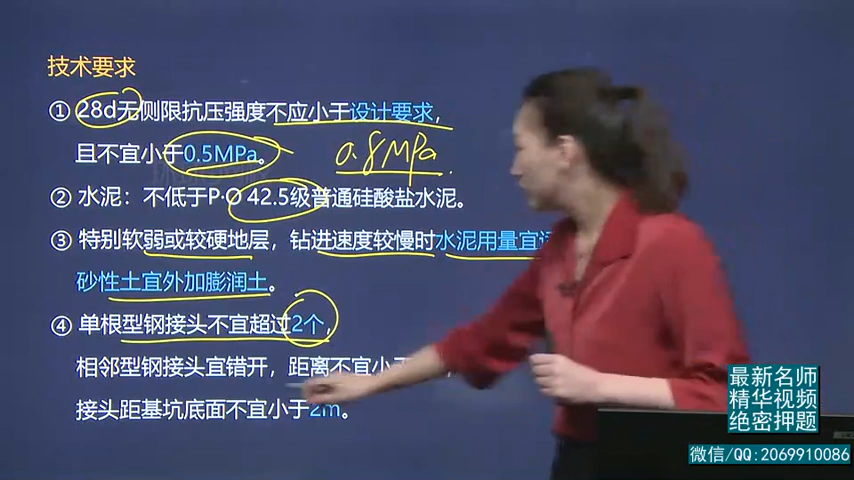 技术要求
① 28d无侧限抗压强度不应小于设计要求，
且不宜小于0.5MPa。 0.8MPa
② 水泥：不低于P·O 42.5级普通硅酸盐水泥。
③ 特别软弱或较硬地层，钻进速度较慢时水泥用量宜
砂性土宜外加膨润土。
④ 单根型钢接头不宜超过2个，
相邻型钢接头宜错开，距离不宜小于
接头距基坑底面不宜小于2m。
最新名师
精华视频
绝密押题
微信/QQ:2069910086